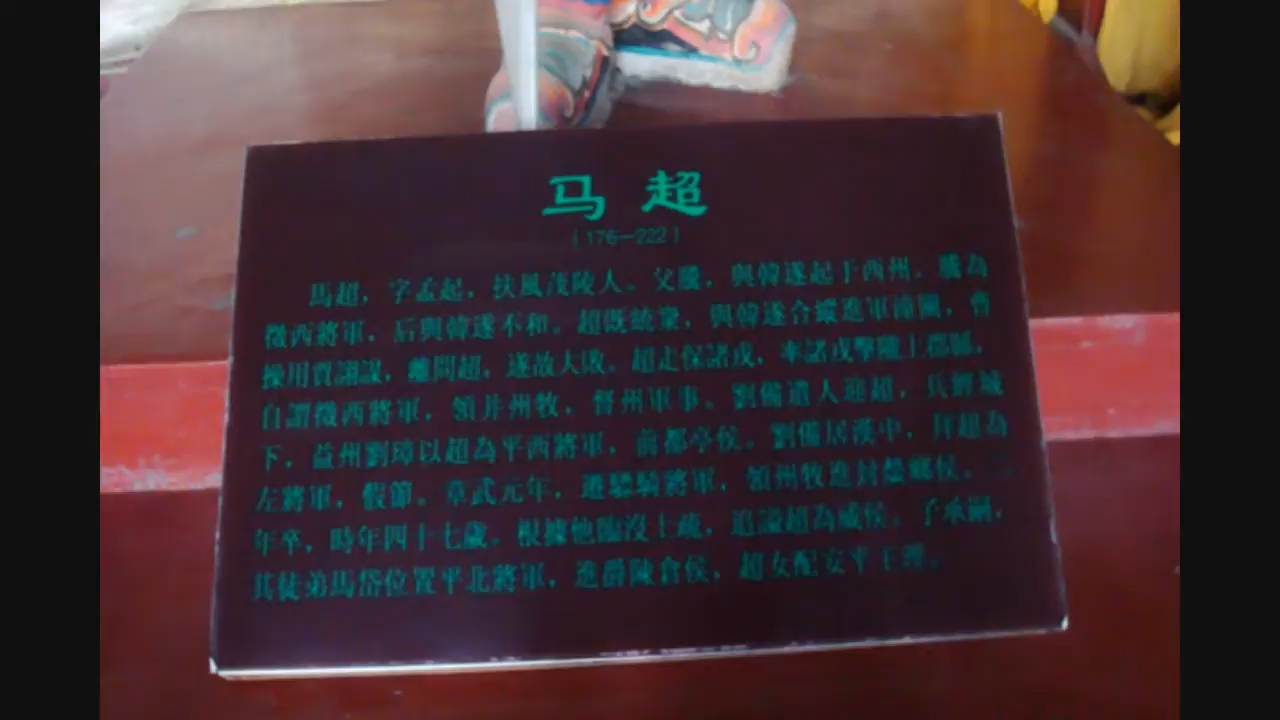 马 超
（176—222）
馬超，字孟起，扶風茂陵人。父騰，與韓遂起于西州。騰為
徵西將軍，后與韓遂不和。超既統衆，與韓遂合從進軍潼關，曹
操用賈詡謀，離間超，遂故大敗。超走保諸戎，率諸戎擊隴上郡縣，
自謂徵西將軍，領并州牧，督州軍事。劉備遣人迎超，兵經城
下，益州劉璋以超為平西將軍，前都亭侯。劉備居漢中，拜超為
左將軍，假節。章武元年，遷驃騎將軍，領州牧進封斄鄉侯。二
年卒，時年四十七歲。根據他臨沒上疏，追謚超為威侯。子承嗣，
其徒弟馬岱位置平北將軍，進爵陳倉侯，超女配安平王理。